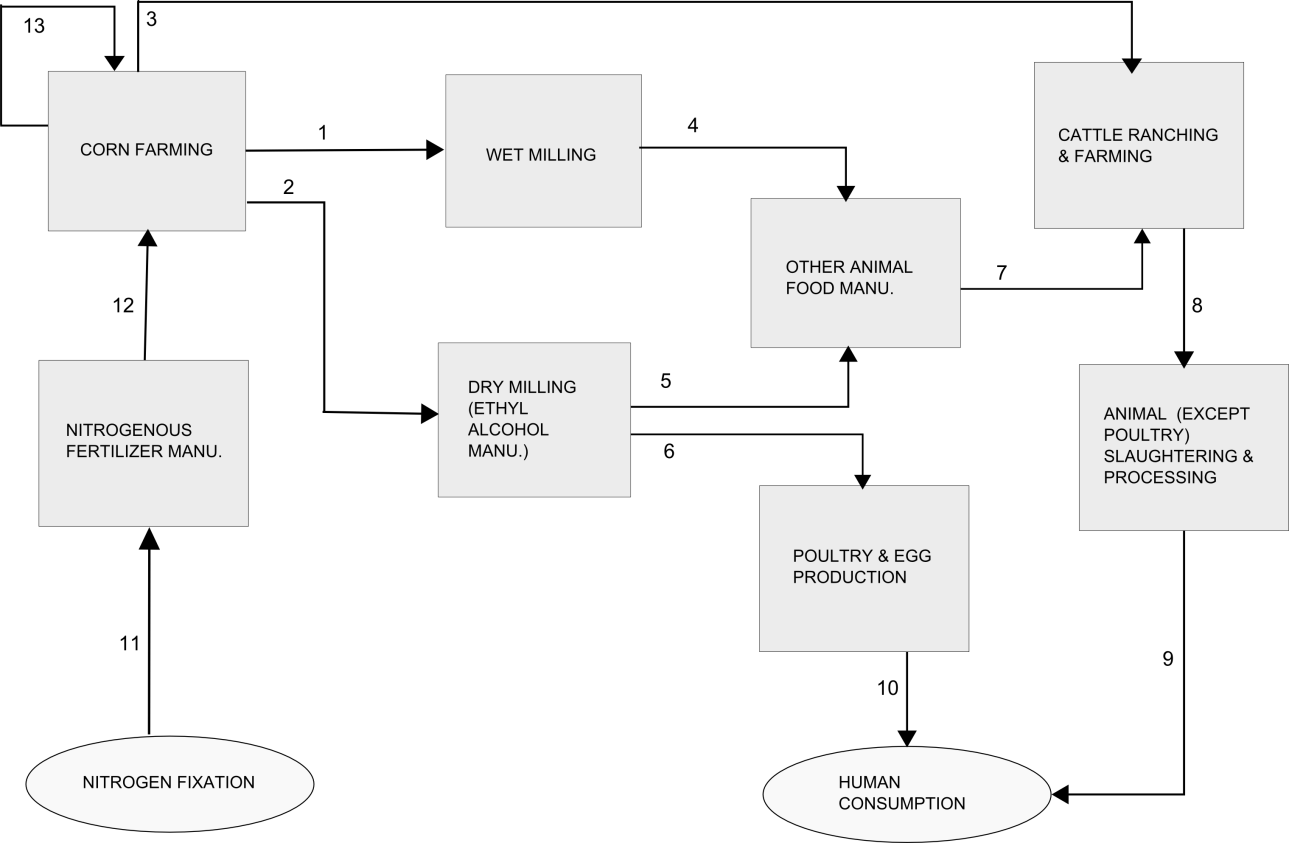 13
3
CORN FARMING
1
WET MILLING
4
CATTLE RANCHING
& FARMING
2
OTHER ANIMAL
FOOD MANU.
7
12
8
DRY MILLING
(ETHYL
ALCOHOL
MANU.)
5
6
NITROGENOUS
FERTILIZER MANU.
ANIMAL (EXCEPT
POULTRY)
SLAUGHTERING &
PROCESSING
POULTRY & EGG
PRODUCTION
11
10
9
NITROGEN FIXATION
HUMAN
CONSUMPTION